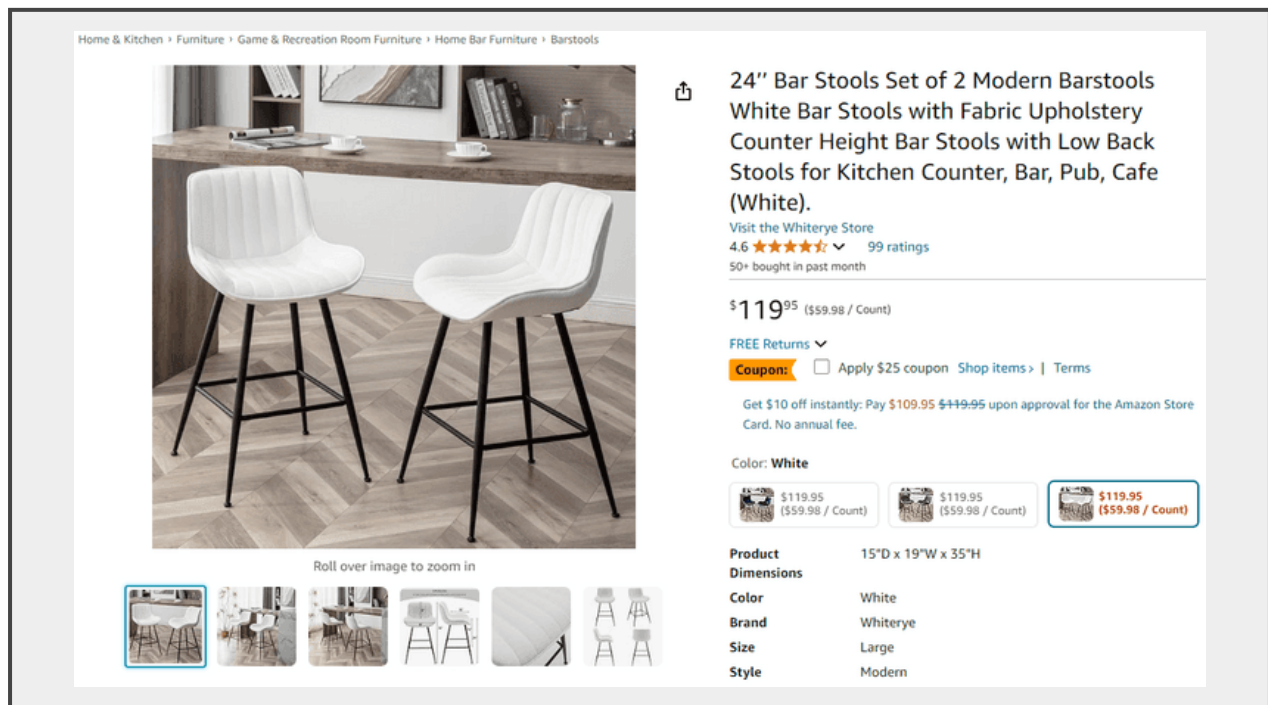 Home & Kitchen › Furniture › Game & Recreation Room Furniture › Home Bar Furniture › Barstools
24’’ Bar Stools Set of 2 Modern Barstools
White Bar Stools with Fabric Upholstery
Counter Height Bar Stools with Low Back
Stools for Kitchen Counter, Bar, Pub, Cafe
(White).
Visit the Whiterye Store
4.6 99 ratings
50+ bought in past month
$119.95 ($59.98 / Count)
FREE Returns
Coupon: Apply $25 coupon Shop items › | Terms
Get $10 off instantly: Pay $109.95 $119.95 upon approval for the Amazon Store
Card. No annual fee.
Color: White
$119.95 $119.95 $119.95
($59.98 / Count) ($59.98 / Count) ($59.98 / Count)
Product 15"D x 19"W x 35"H
Dimensions
Color White
Brand Whiterye
Size Large
Style Modern
Roll over image to zoom in